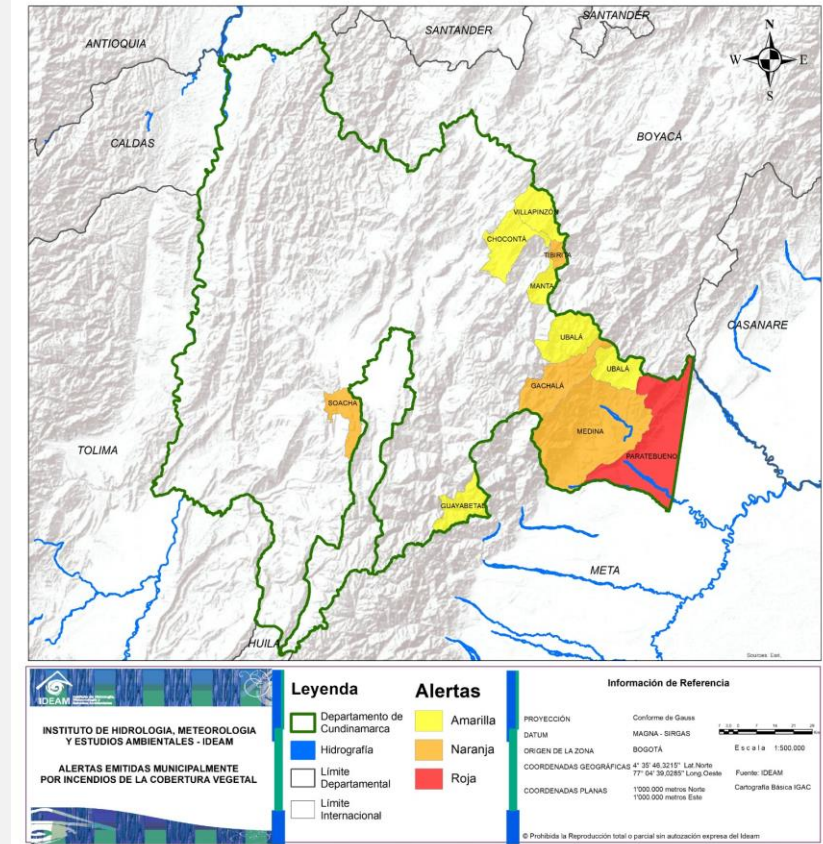 SANTANDER
SANTANDER
ANTIOQUIA
N
W
E
S
CALDAS
BOYACÁ
VILLAPINZÓN
CHOCONTÁ
TIBIRITA
MANTA
CASANARE
UBALÁ
UBALÁ
GACHALÁ
SOACHA
MEDINA
TOLIMA
PARATEBUENO
GUAYABETAL
META
HUILA
Sources: Esri,
IDEAM
INSTITUTO DE HIDROLOGIA, METEOROLOGIA
Y ESTUDIOS AMBIENTALES - IDEAM
ALERTAS EMITIDAS MUNICIPALMENTE
POR INCENDIOS DE LA COBERTURA VEGETAL
Leyenda
Departamento de
Cundinamarca
Hidrografía
Límite
Departamental
Límite
Internacional
Alertas
Amarilla
Naranja
Roja
Información de Referencia
PROYECCIÓN Conforme de Gauss
DATUM MAGNA - SIRGAS
ORIGEN DE LA ZONA BOGOTÁ
Escala 1:500.000
COORDENADAS GEOGRÁFICAS 4° 35' 46,3215" Lat.Norte
77° 04' 39,0285" Long.Oeste
Fuente: IDEAM
Cartografía Básica IGAC
COORDENADAS PLANAS 1'000.000 metros Norte
1'000.000 metros Este
© Prohibida la Reproducción total o parcial sin autozación expresa del Ideam